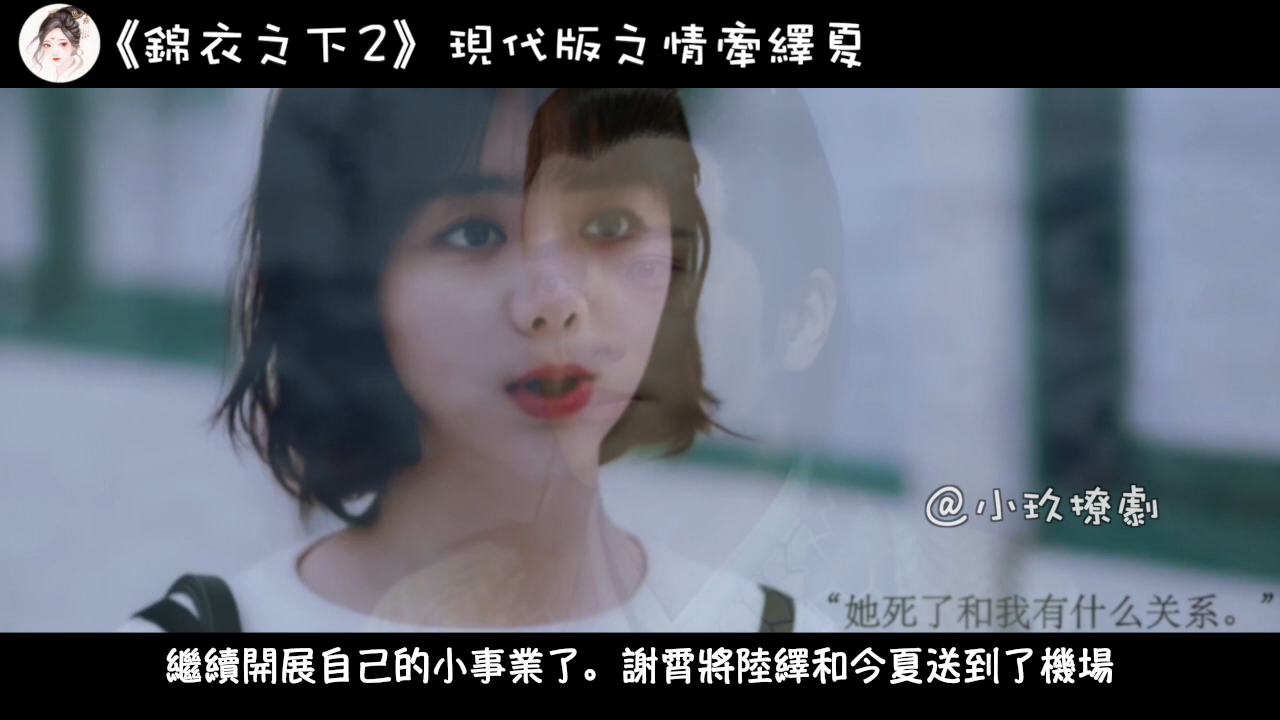 《錦衣之下2》現代版之情牽繹夏
@小玖撩劇
“她死了和我有什么关系。”
繼續開展自己的小事業了。謝霄將陸繹和今夏送到了機場